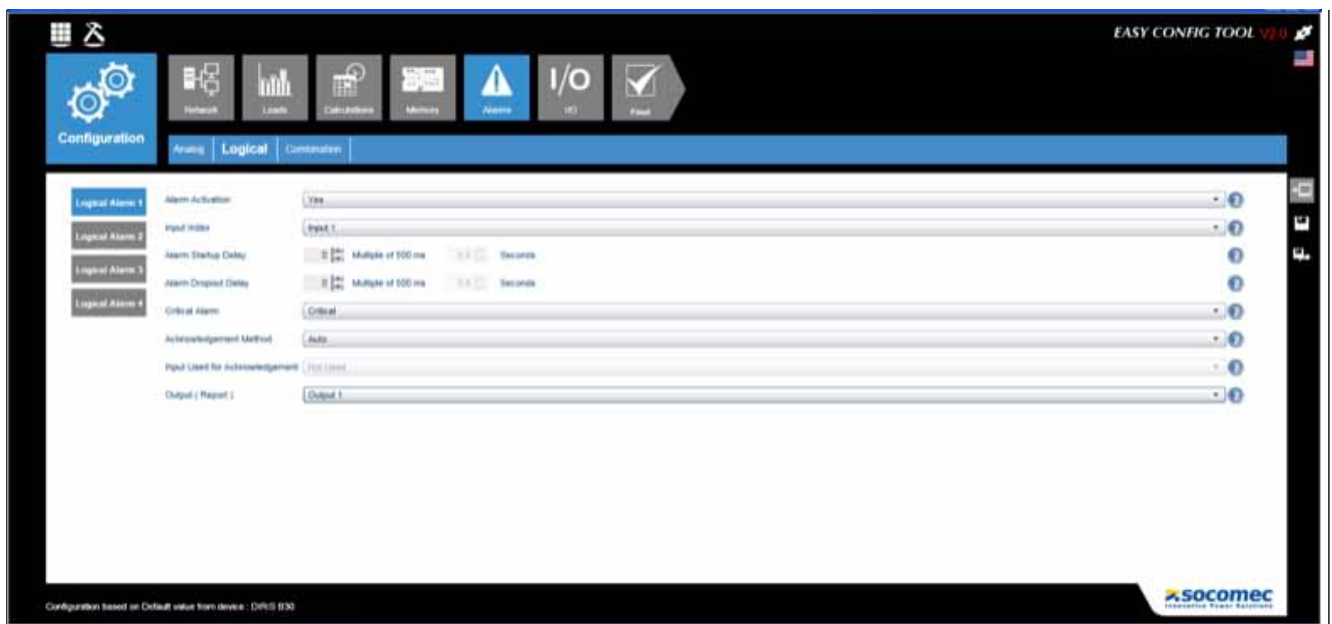 EASY CONFIG TOOL V2.0
Configuration
Network
Loads
Calculations
Memory
Alarms
I/O
I/O
Analog
Logical
Combination
Logical Alarm 1
Logical Alarm 2
Logical Alarm 3
Logical Alarm 4
Alarm Activation Yes
Input Index Input 1
Alarm Startup Delay 0 Multiple of 500 ms Seconds
Alarm Dropout Delay 0 Multiple of 500 ms Seconds
Critical Alarm Critical
Acknowledgement Method Auto
Input Used for Acknowledgement Not Used
Output ( Report ) Output 1
Configuration based on Default value from device : DIRIS B30
socomec
Innovative Power Solutions